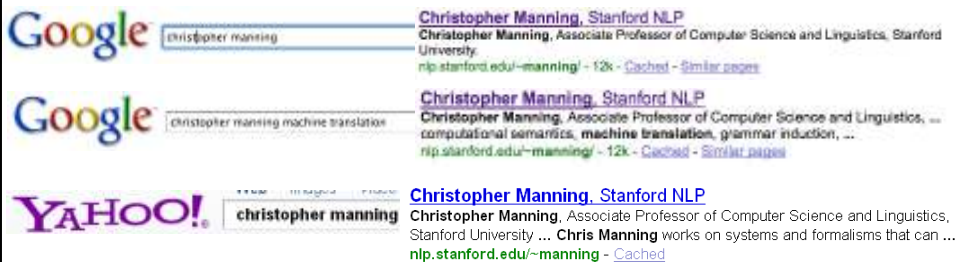 Google christopher manning
Christopher Manning, Stanford NLP
Christopher Manning, Associate Professor of Computer Science and Linguistics, Stanford
University.
nlp.stanford.edu/~manning/ - 12k - Cached - Similar pages
Google christopher manning machine translation
Christopher Manning, Stanford NLP
Christopher Manning, Associate Professor of Computer Science and Linguistics, ...
computational semantics, machine translation, grammar induction, ...
nlp.stanford.edu/~manning/ - 12k - Cached - Similar pages
Web Images
YAHOO! christopher manning
Christopher Manning, Stanford NLP
Christopher Manning, Associate Professor of Computer Science and Linguistics,
Stanford University ... Chris Manning works on systems and formalisms that can ...
nlp.stanford.edu/~manning - Cached